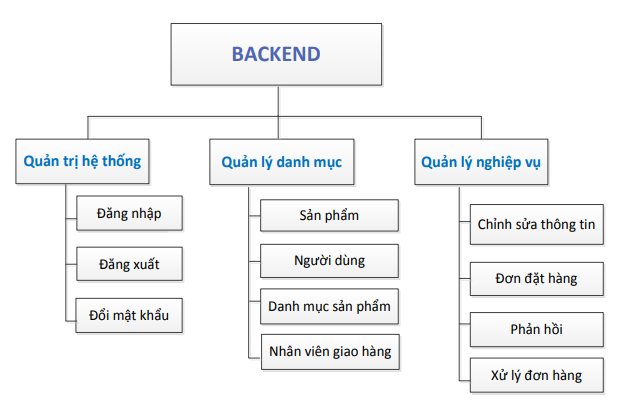 BACKEND
Quản trị hệ thống
Đăng nhập
Đăng xuất
Đổi mật khẩu
Quản lý danh mục
Sản phẩm
Người dùng
Danh mục sản phẩm
Nhân viên giao hàng
Quản lý nghiệp vụ
Chỉnh sửa thông tin
Đơn đặt hàng
Phản hồi
Xử lý đơn hàng